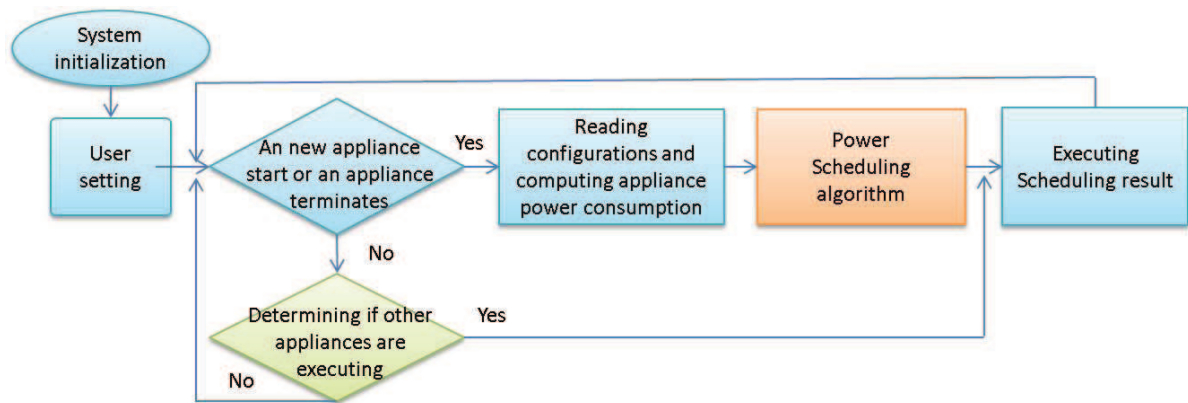 System
initialization
User
setting
An new appliance
start or an appliance
terminates
Yes
Reading
configurations and
computing appliance
power consumption
Power
Scheduling
algorithm
Executing
Scheduling result
No
Determining if other
appliances are
executing
Yes
No